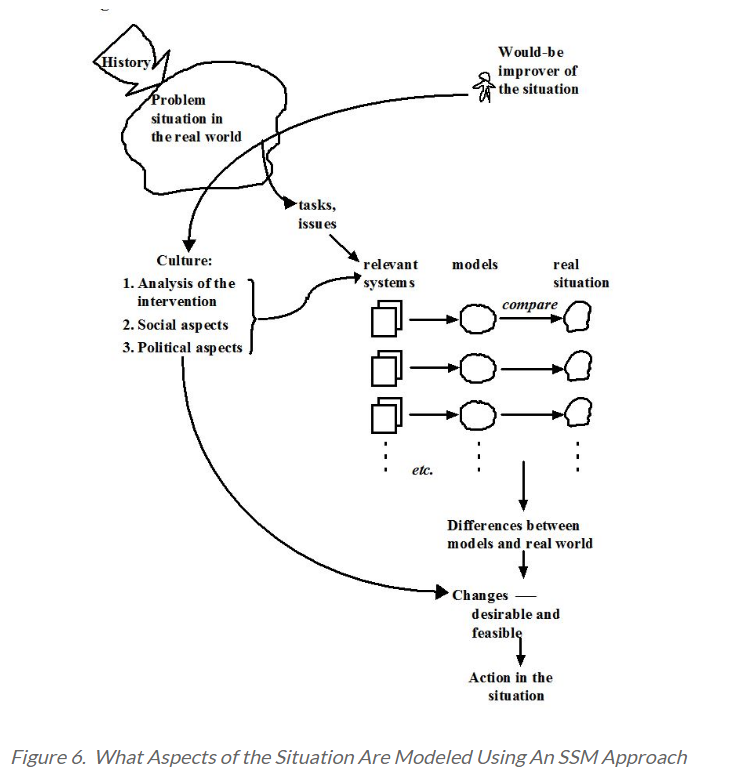 History
Problem
situation in
the real world
Would-be
improver of
the situation
tasks,
issues
Culture:
1. Analysis of the
intervention
2. Social aspects
3. Political aspects
relevant
systems
models
real
situation
compare
etc.
Differences between
models and real world
Changes —
desirable and
feasible
Action in the
situation
Figure 6. What Aspects of the Situation Are Modeled Using An SSM Approach